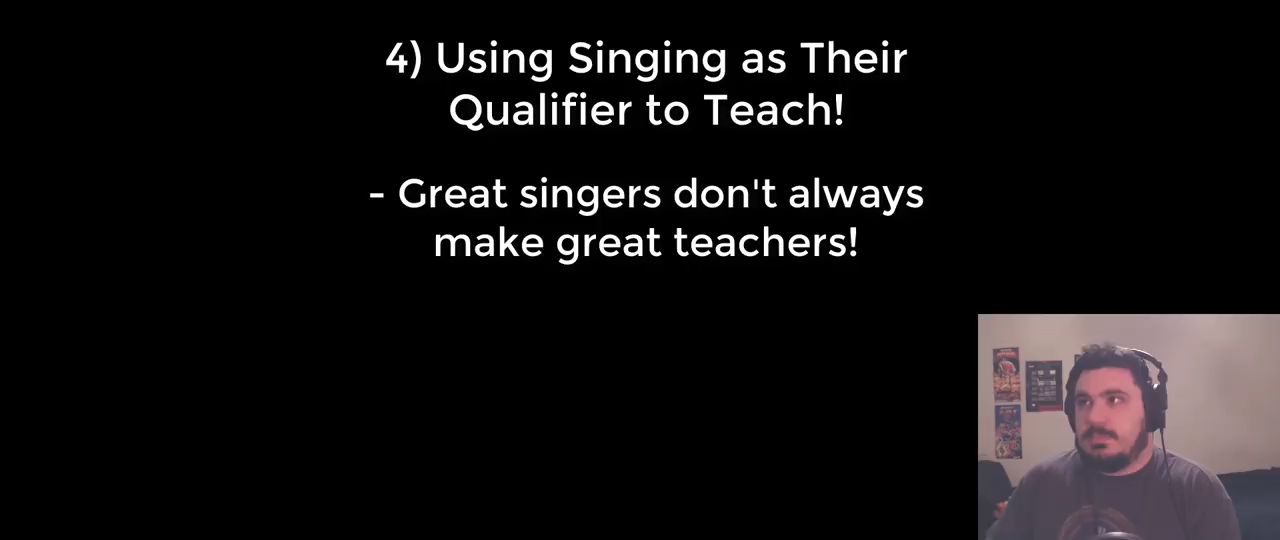 4) Using Singing as Their
Qualifier to Teach!
- Great singers don't always
make great teachers!